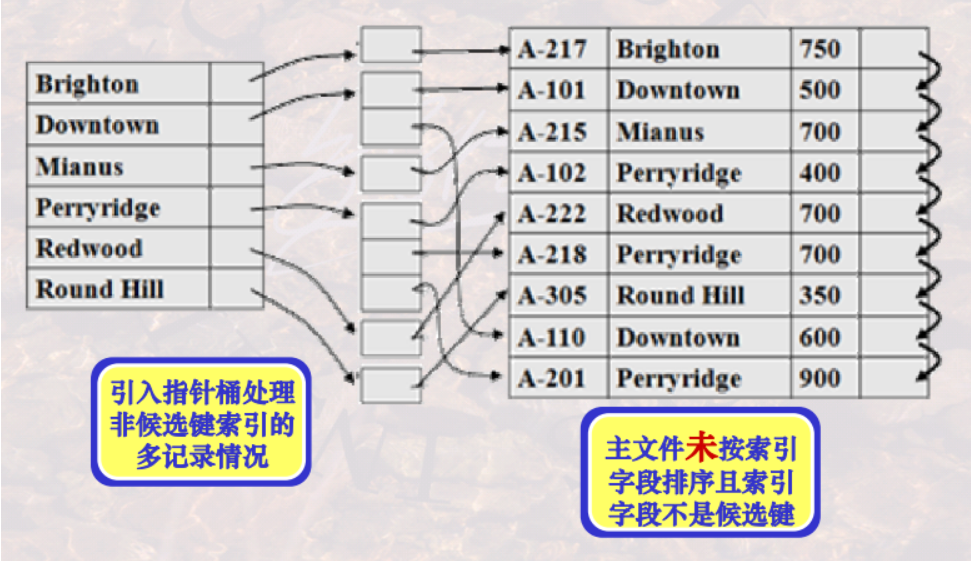 Brighton
Downtown
Mianus
Perryridge
Redwood
Round Hill
A-217 Brighton 750
A-101 Downtown 500
A-215 Mianus 700
A-102 Perryridge 400
A-222 Redwood 700
A-218 Perryridge 700
A-305 Round Hill 350
A-110 Downtown 600
A-201 Perryridge 900
引入指针桶处理
非候选键索引的
多记录情况
主文件未按索引
字段排序且索引
字段不是候选键